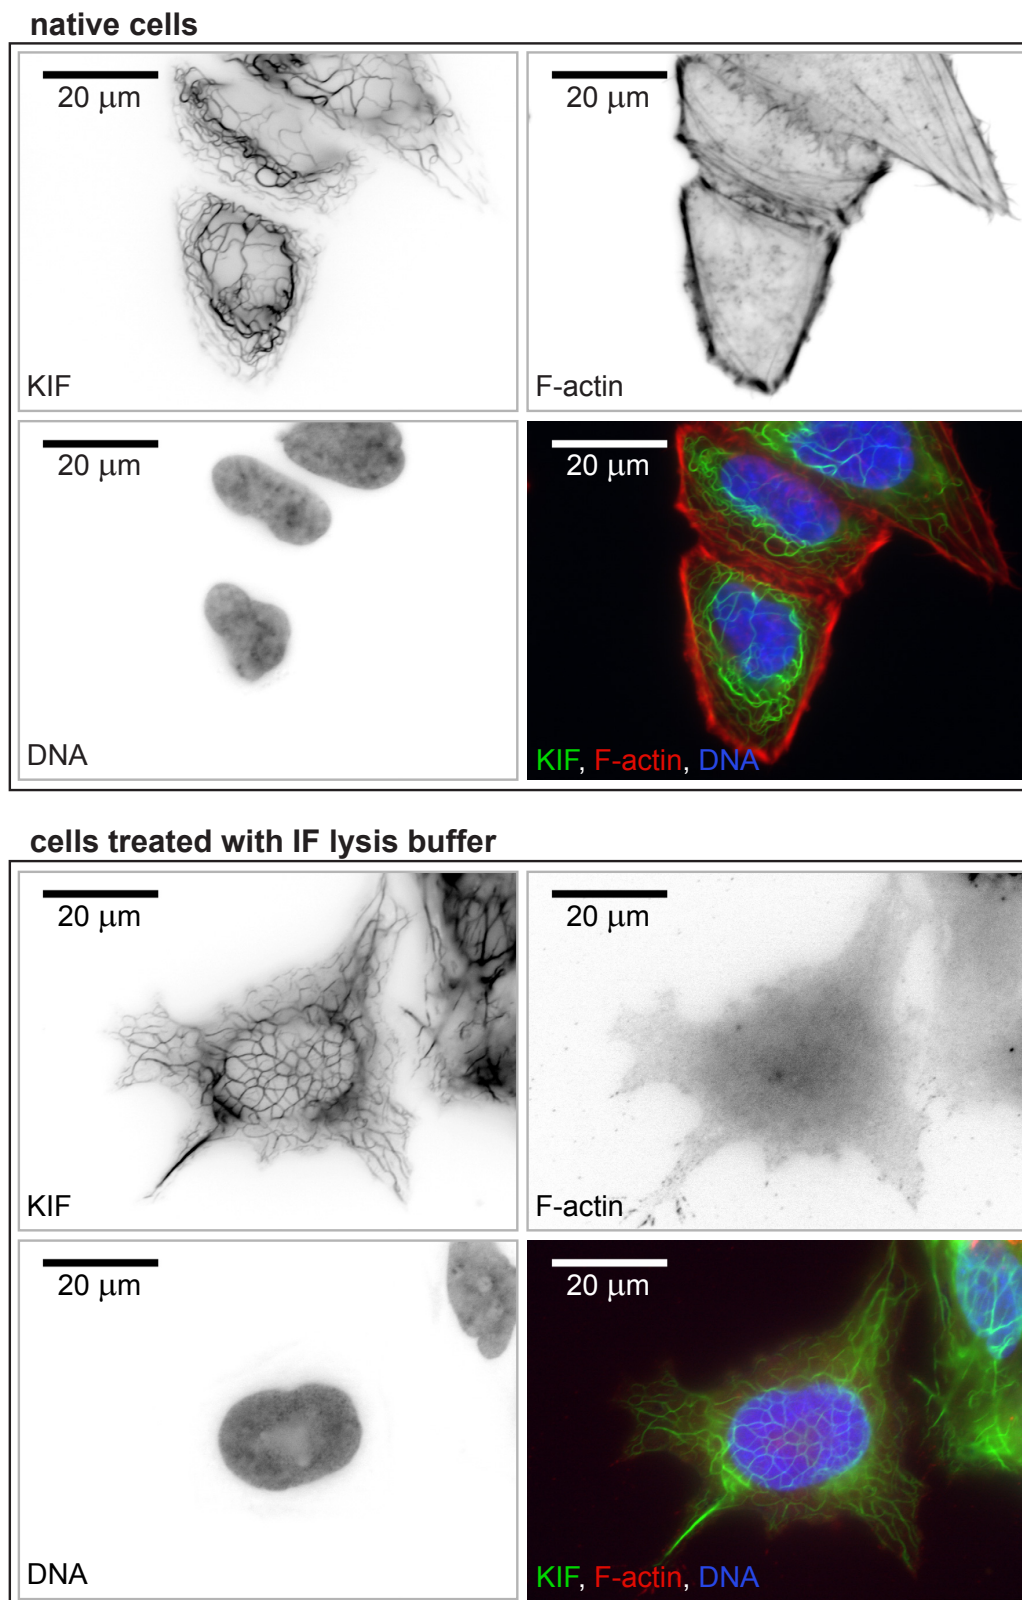 native cells
20 μm
20 μm
KIF
F-actin
20 μm
20 μm
DNA
KIF, F-actin, DNA
cells treated with IF lysis buffer
20 μm
20 μm
KIF
F-actin
20 μm
20 μm
DNA
KIF, F-actin, DNA